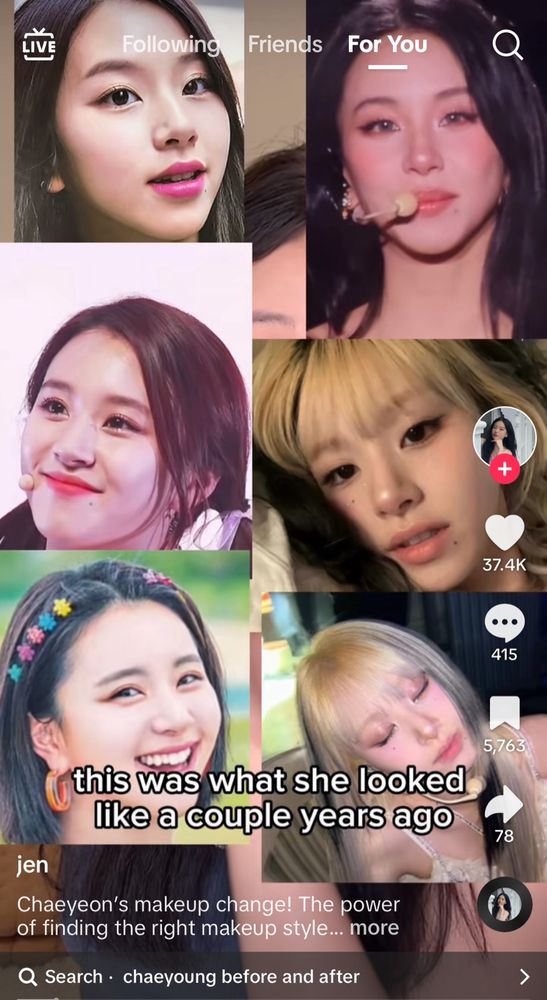 LIVE
Following
Friends
For You
37.4K
415
5,763
this was what she looked
like a couple years ago
78
jen
Chaeyeon's makeup change! The power
of finding the right makeup style... more
Search · chaeyoung before and after